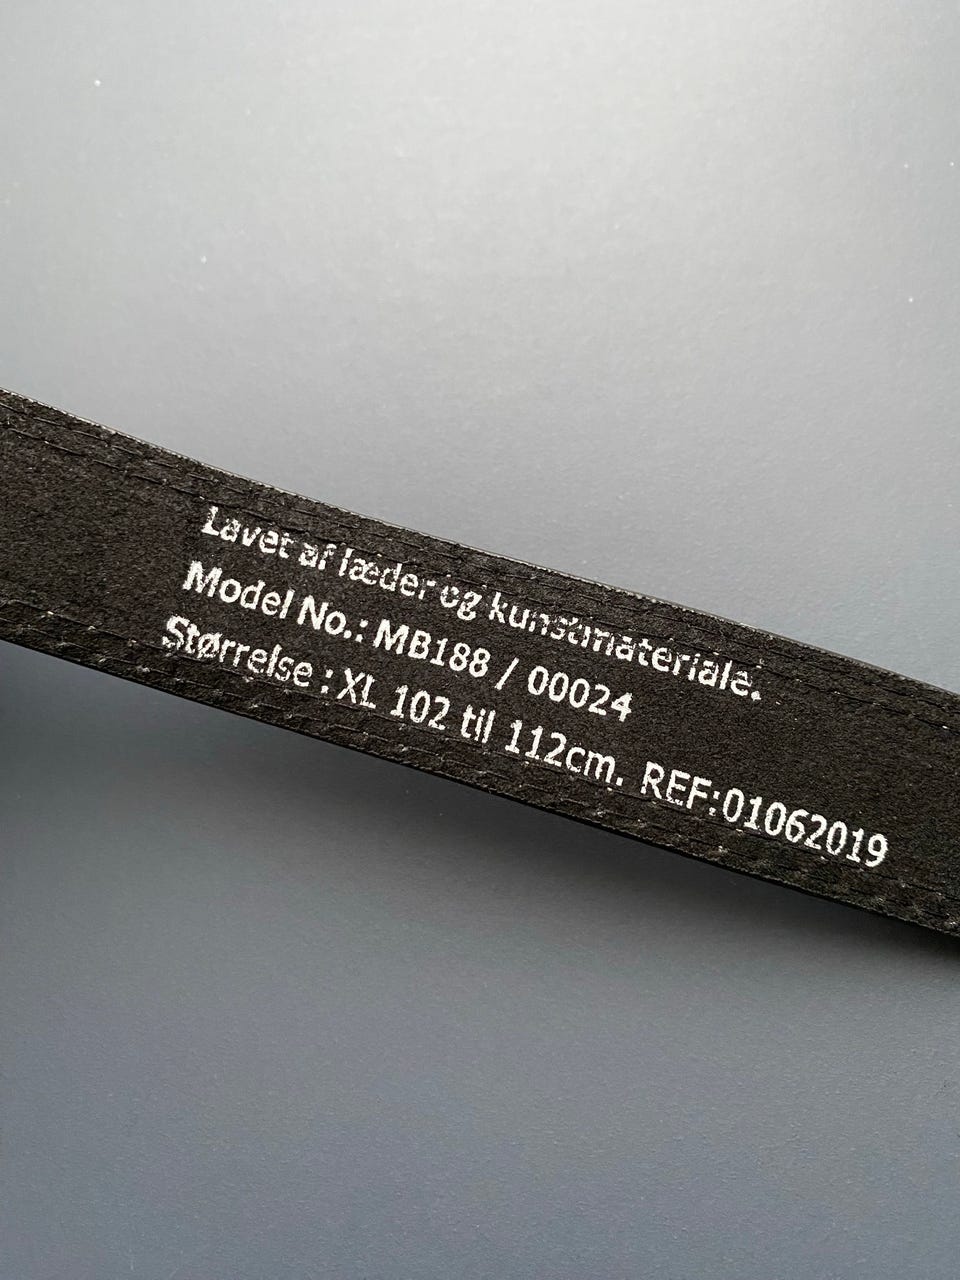 Lavet af læder og kunstmateriale.
Model No.: MB188 / 00024
Størrelse : XL 102 til 112cm. REF:01062019